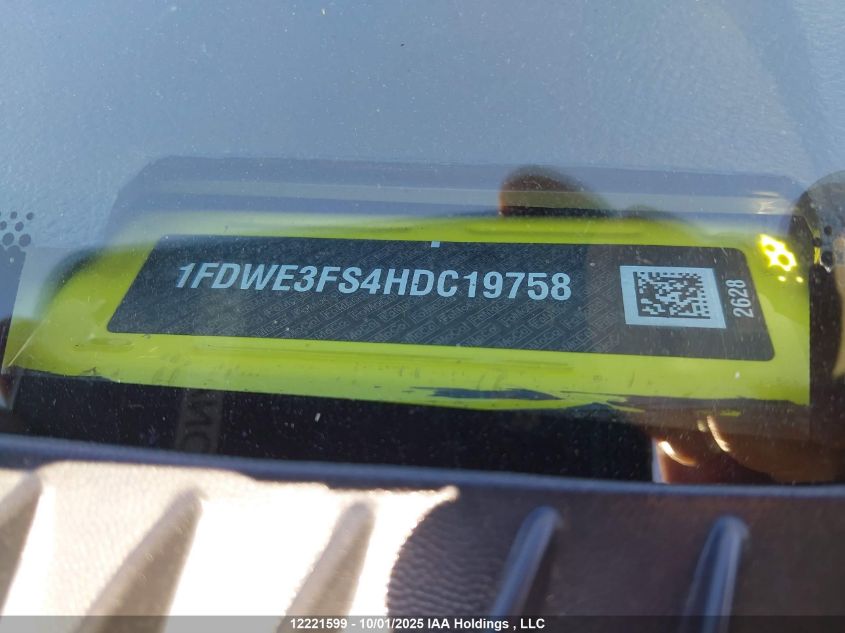 1FDWE3FS4HDC19758
2628
12221599 - 10/01/2025 IAA Holdings , LLC